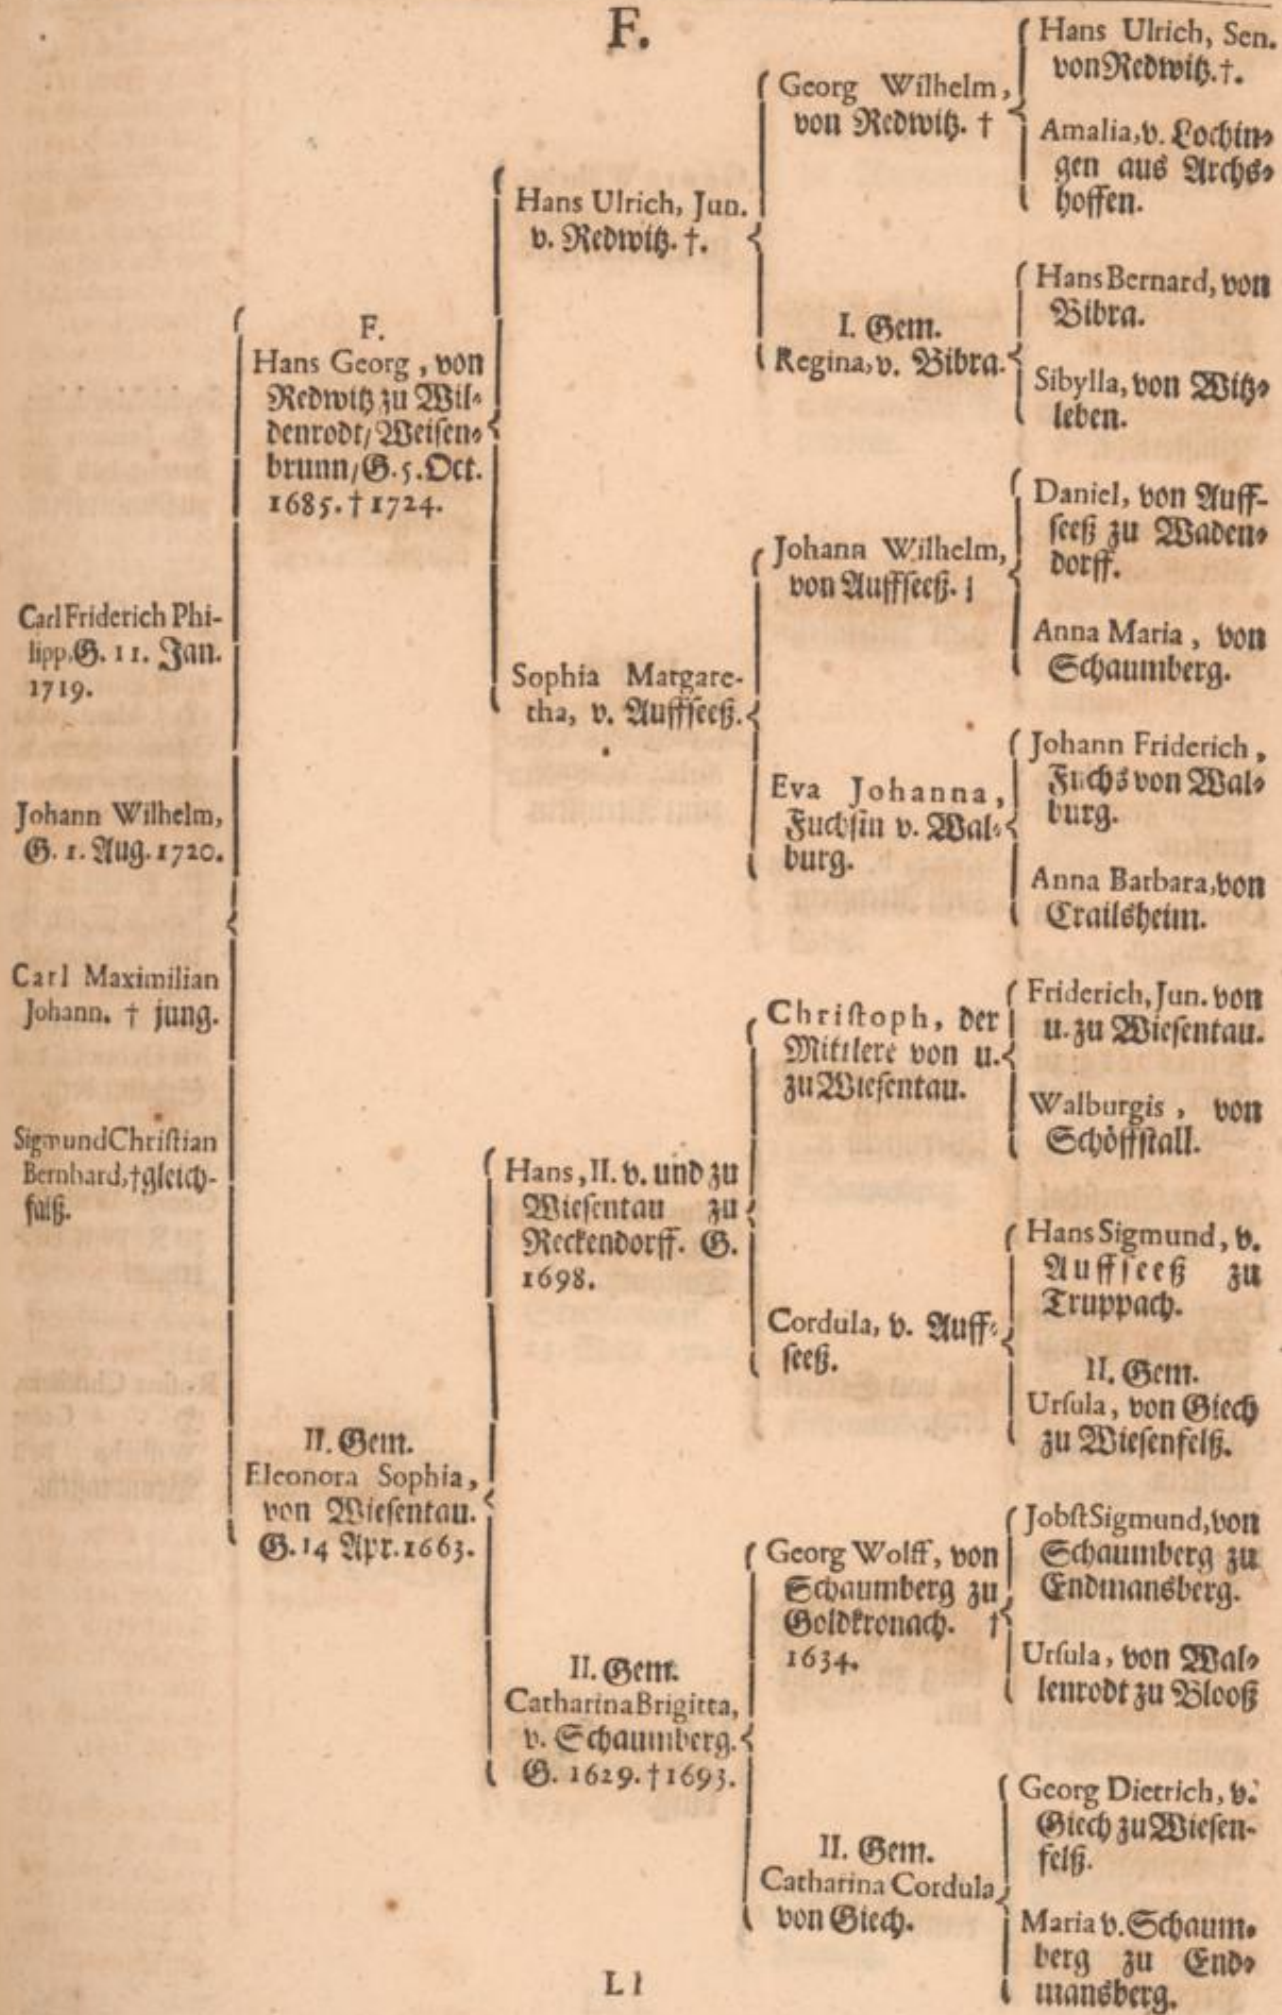 F.
Carl Friderich Phi-
lipp, G. 11. Jan.
1719.
Johann Wilhelm,
G. 1. Aug. 1720.
Carl Maximilian
Johann. † jung.
Sigmund Christian
Bernhard, † gleich-
falß.
F.
Hans Georg, von
Redwitz zu Wil-
denrodt/ Weisen-
brunn/ G. 5. Oct.
1685. † 1724.
II. Gem.
Eleonora Sophia,
von Wiesentau.
G. 14 Apr. 1663.
Hans Ulrich, Jun.
v. Redwitz. †.
Sophia Margare-
tha, v. Auffseeß.
Hans, II. v. und zu
Wiesentau zu
Reckendorff. G.
1698.
II. Gem.
Catharina Brigitta,
v. Schaumberg.
G. 1629. † 1693.
Georg Wilhelm,
von Redwitz. †
I. Gem.
Regina, v. Bibra.
Johann Wilhelm,
von Auffseeß.
Eva Johanna,
Fuchsin v. Wal-
burg.
Christoph, der
Mittlere von u.
zu Wiesentau.
Cordula, v. Auff-
seeß.
Georg Wolff, von
Schaumberg zu
Goldkronach. †
1634.
II. Gem.
Catharina Cordula
von Giech.
Hans Ulrich, Sen.
von Redwitz. †.
Amalia, v. Lochin-
gen aus Archs-
hoffen.
Hans Bernard, von
Bibra.
Sibylla, von Witz-
leben.
Daniel, von Auff-
seeß zu Waden-
dorff.
Anna Maria, von
Schaumberg.
Johann Friderich,
Fuchs von Wal-
burg.
Anna Barbara, von
Crailsheim.
Friderich, Jun. von
u. zu Wiesentau.
Walburgis, von
Schöffstall.
Hans Sigmund, v.
Auffseeß zu
Truppach.
II. Gem.
Ursula, von Giech
zu Wiesenfelß.
Jobst Sigmund, von
Schaumberg zu
Endmansberg.
Ursula, von Wal-
lenrodt zu Blooß
Georg Dietrich, v.
Giech zu Wiesen-
felß.
Maria v. Schaum-
berg zu End-
mansberg.
Ll